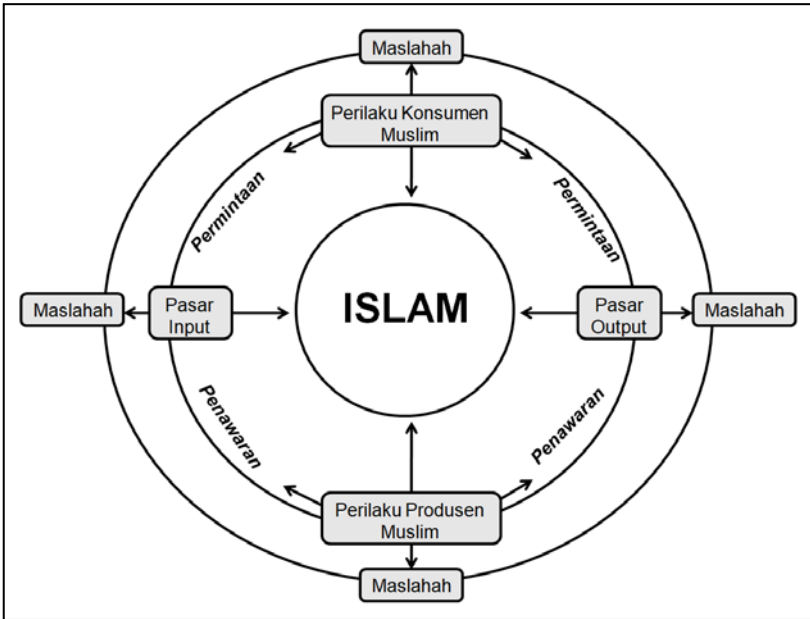 Maslahah
Perilaku Konsumen
Muslim
Permintaan
Permintaan
Maslahah
Pasar
Input
ISLAM
Pasar
Output
Maslahah
Penawaran
Penawaran
Perilaku Produsen
Muslim
Maslahah